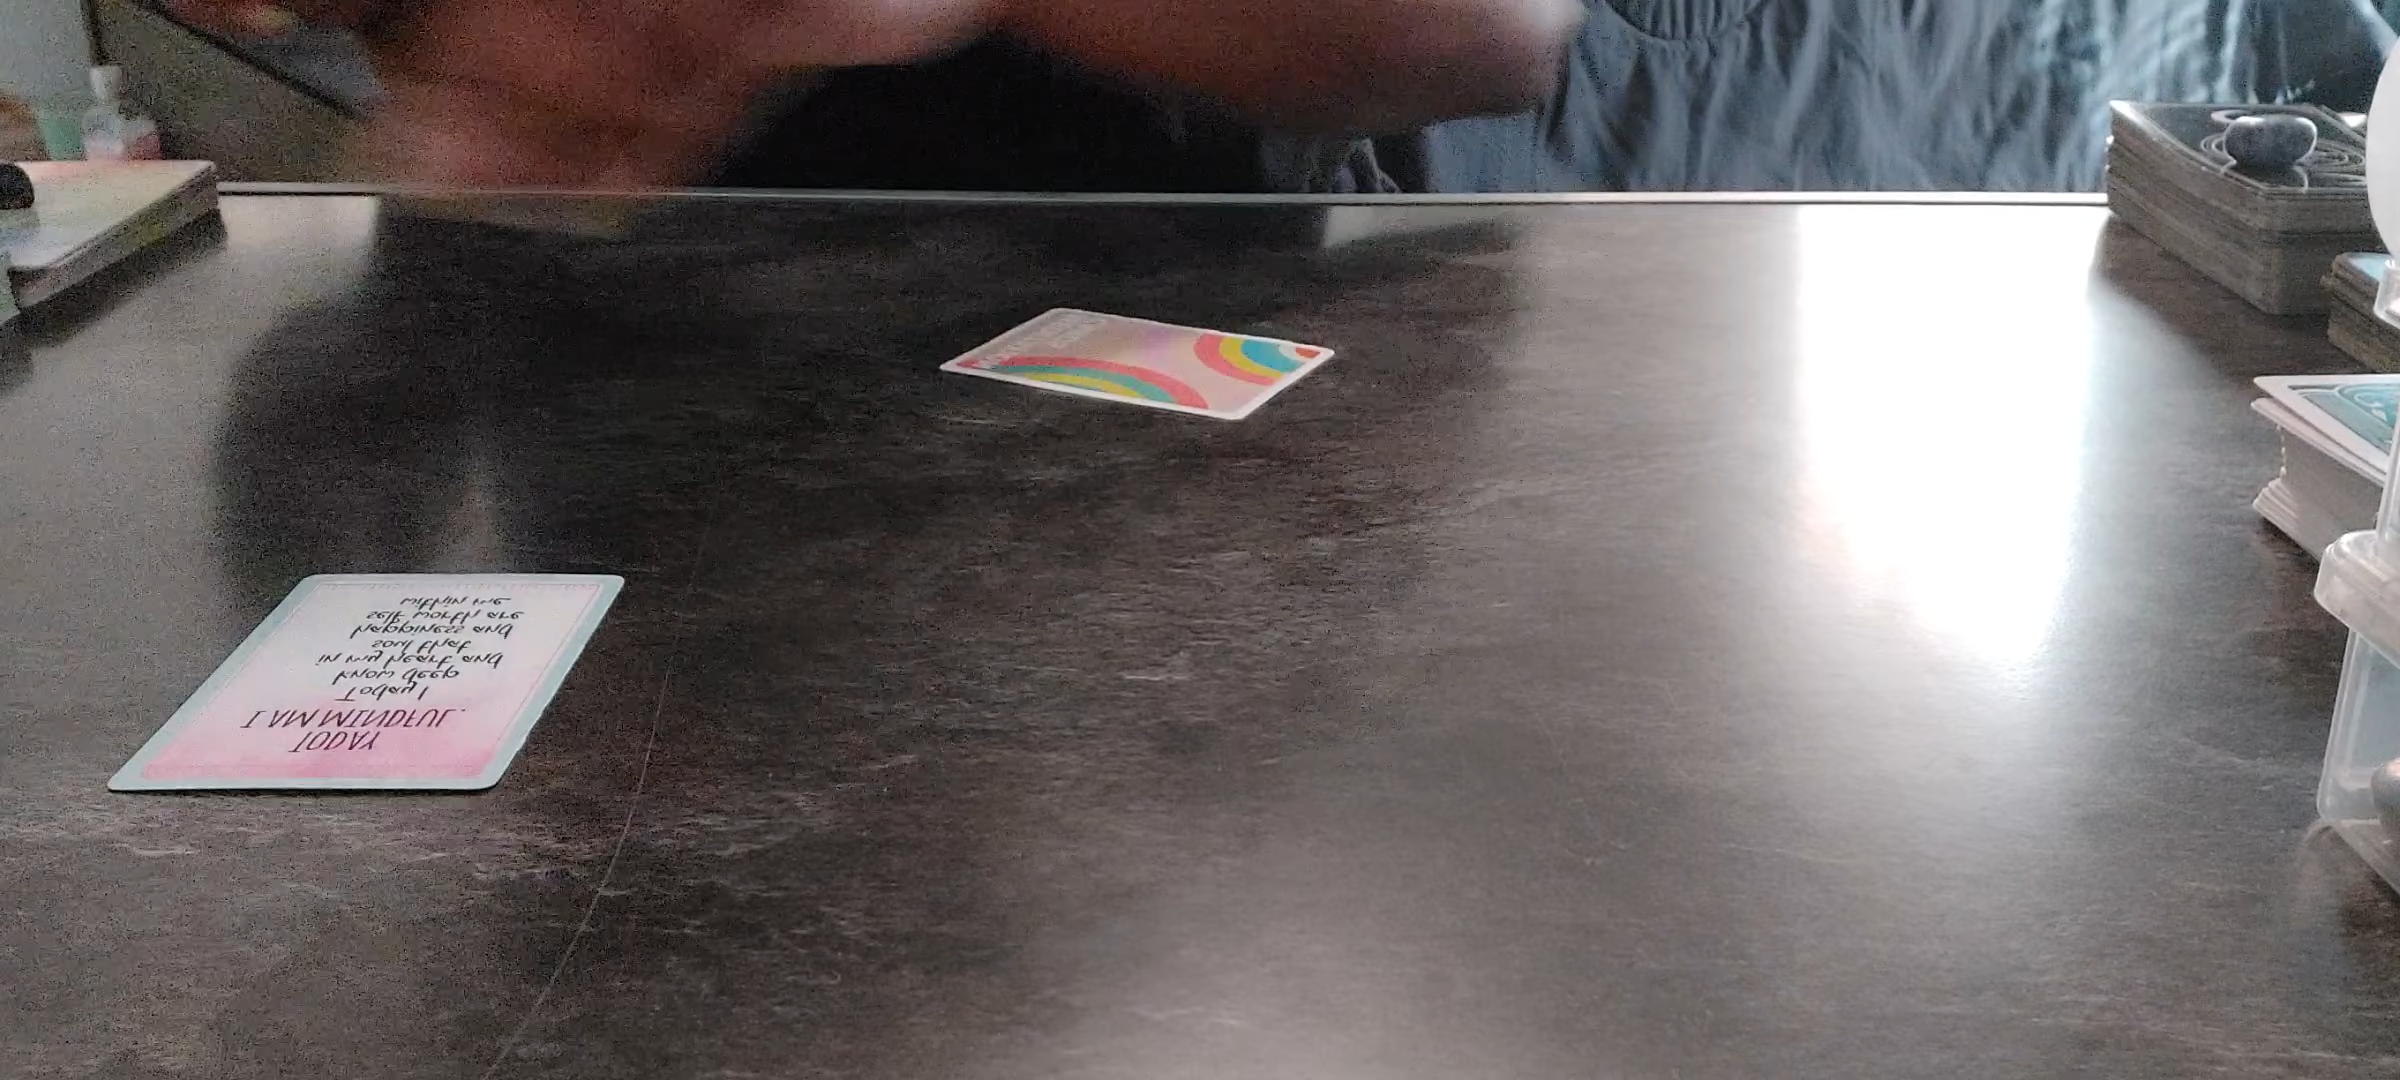 TODAY
I AM MINDFUL.
Today I
know deep
in my heart and
soul that
happiness and
self worth are
within me